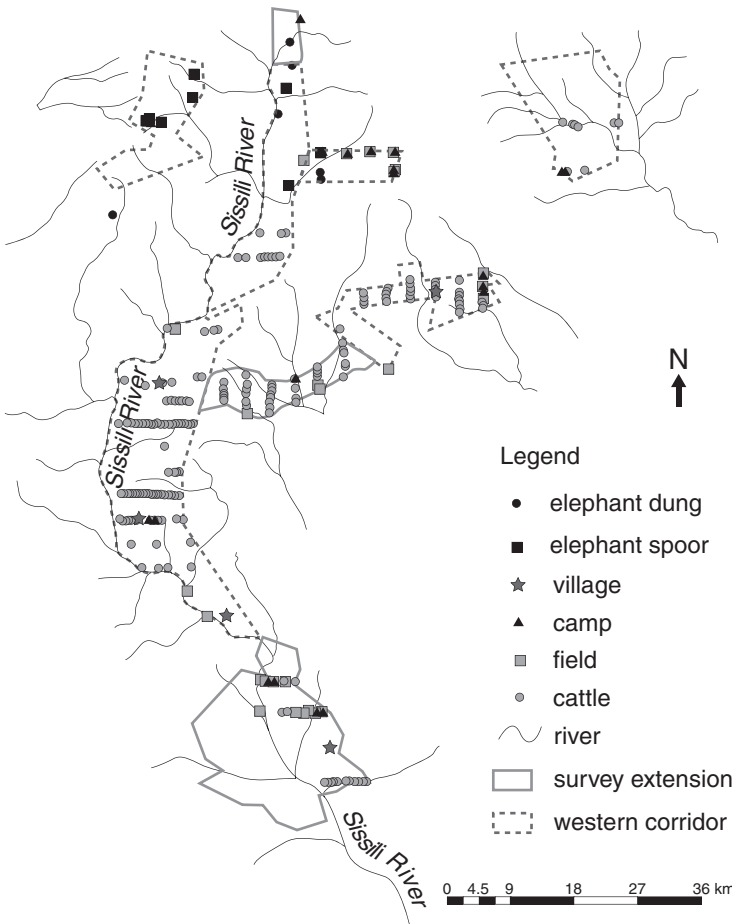 Sissili River
Sissili River
N
Legend
elephant dung
elephant spoor
village
camp
field
cattle
river
survey extension
western corridor
Sissili River
0 4.5 9 18 27 36 km